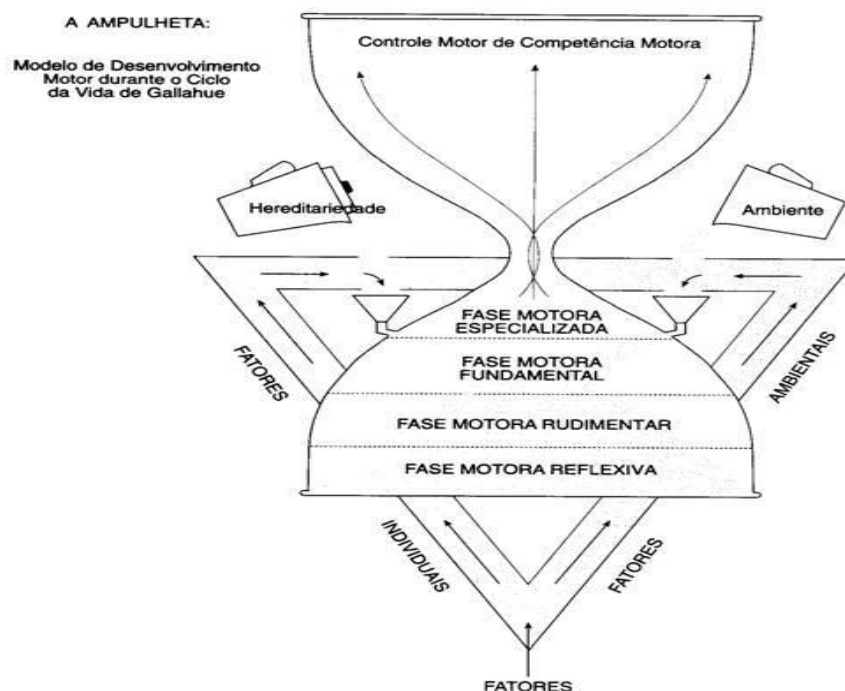 A AMPULHETA:
Modelo de Desenvolvimento
Motor durante o Ciclo
da Vida de Gallahue
Controle Motor de Competência Motora
Hereditariedade
Ambiente
FASE MOTORA
ESPECIALIZADA
FASE MOTORA
FUNDAMENTAL
FASE MOTORA RUDIMENTAR
FASE MOTORA REFLEXIVA
FATORES
AMBIENTAIS
INDIVIDUAIS
FATORES
FATORES